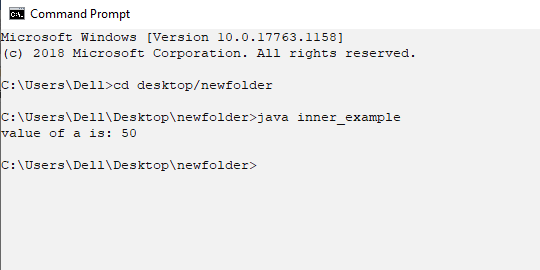 Command Prompt
Microsoft Windows [Version 10.0.17763.1158]
(c) 2018 Microsoft Corporation. All rights reserved.
C:\Users\Dell>cd desktop/newfolder
C:\Users\Dell\Desktop\newfolder>java inner_example
value of a is: 50
C:\Users\Dell\Desktop\newfolder>